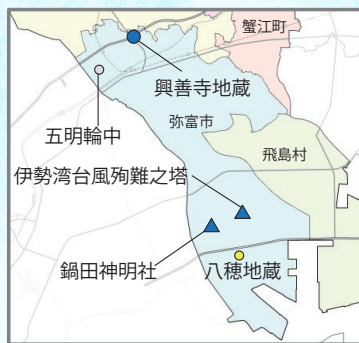 蟹江町
興善寺地蔵
五明輪中
弥富市
飛島村
伊勢湾台風殉難之塔
鍋田神明社
八穂地蔵